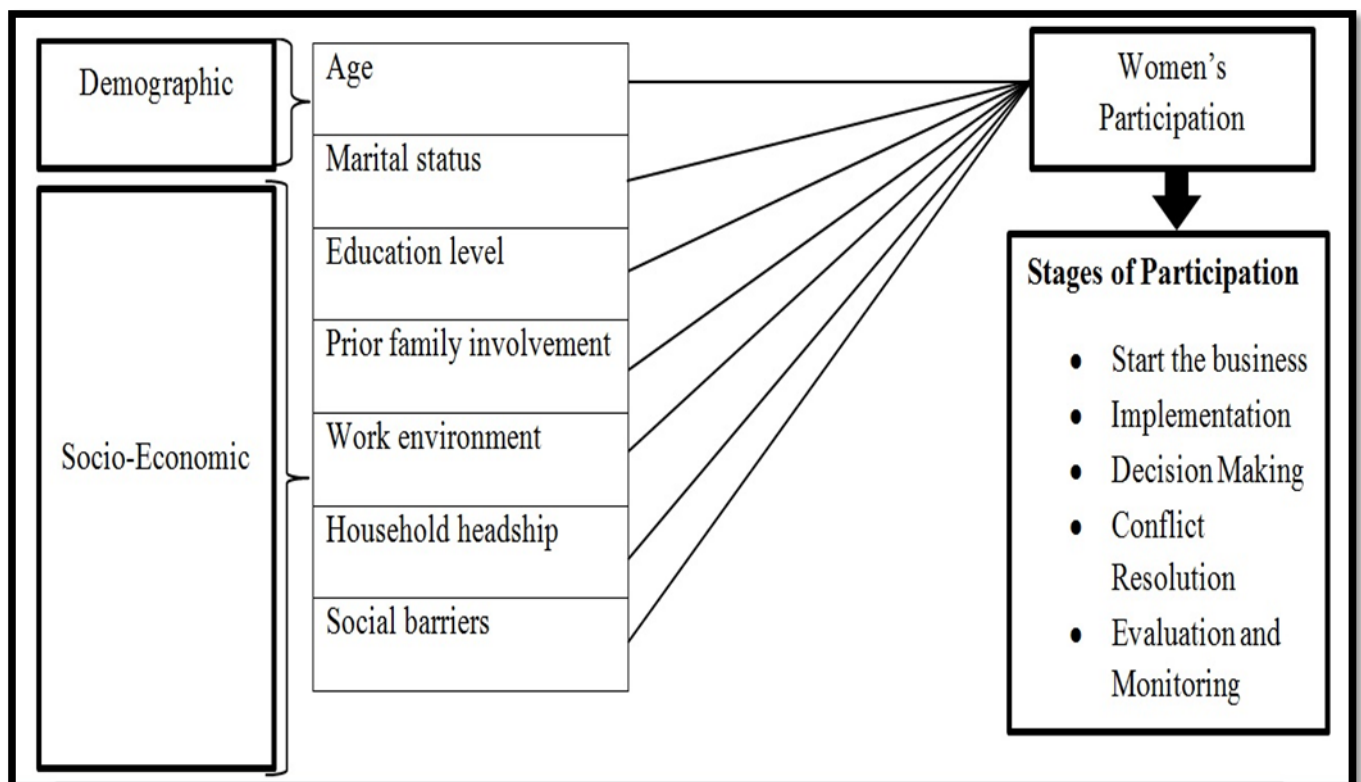 Demographic
Socio-Economic
Age
Marital status
Education level
Prior family involvement
Work environment
Household headship
Social barriers
Women’s
Participation
Stages of Participation
• Start the business
• Implementation
• Decision Making
• Conflict
Resolution
• Evaluation and
Monitoring